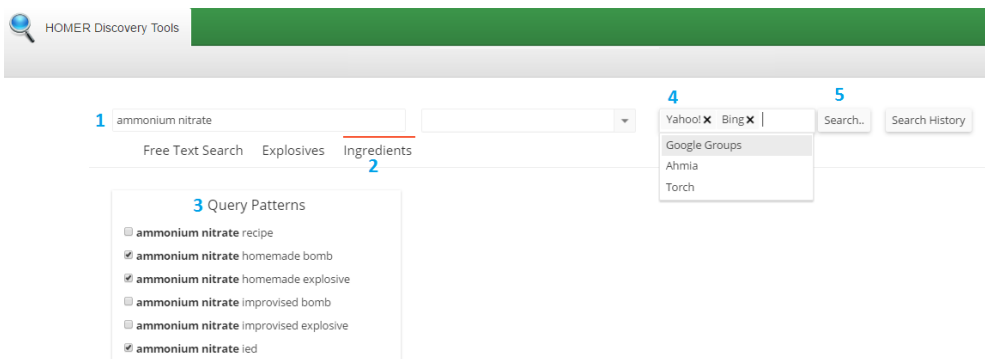 HOMER Discovery Tools
4 5
1 ammonium nitrate Yahoo! Bing Search.. Search History
Free Text Search Explosives Ingredients Google Groups
2 Ahmia
Torch
3 Query Patterns
ammonium nitrate recipe
ammonium nitrate homemade bomb
ammonium nitrate homemade explosive
ammonium nitrate improvised bomb
ammonium nitrate improvised explosive
ammonium nitrate ied